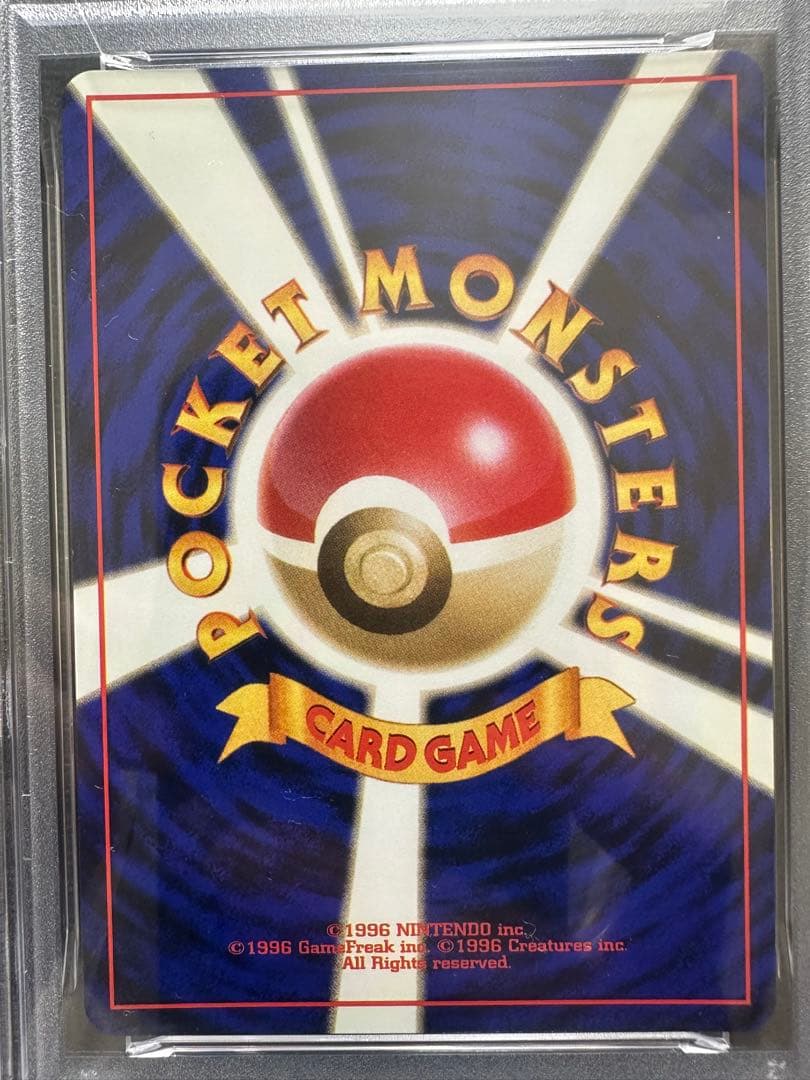 POCKET MONSTERS
CARD GAME
©1996 NINTENDO inc.
©1996 GameFreak inc. ©1996 Creatures inc.
All Rights reserved.